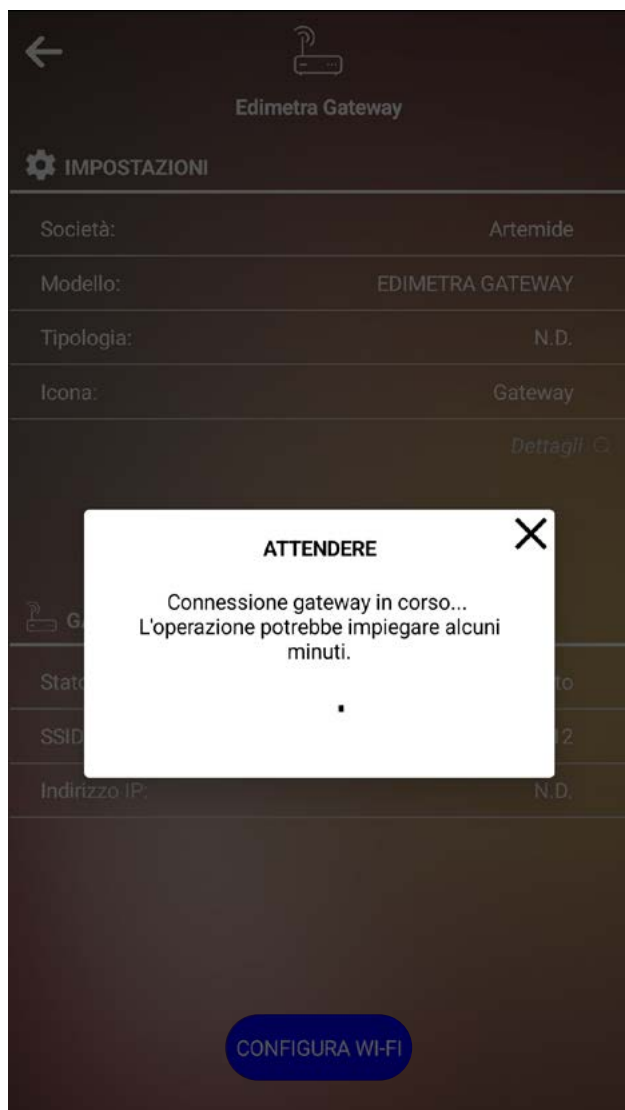 Edimetra Gateway
IMPOSTAZIONI
Società: Artemide
Modello: EDIMETRA GATEWAY
Tipologia: N.D.
Icona: Gateway
Dettagli
ATTENDERE
Connessione gateway in corso...
L'operazione potrebbe impiegare alcuni
minuti.
SSID
Indirizzo IP: N.D.
CONFIGURA WI-FI